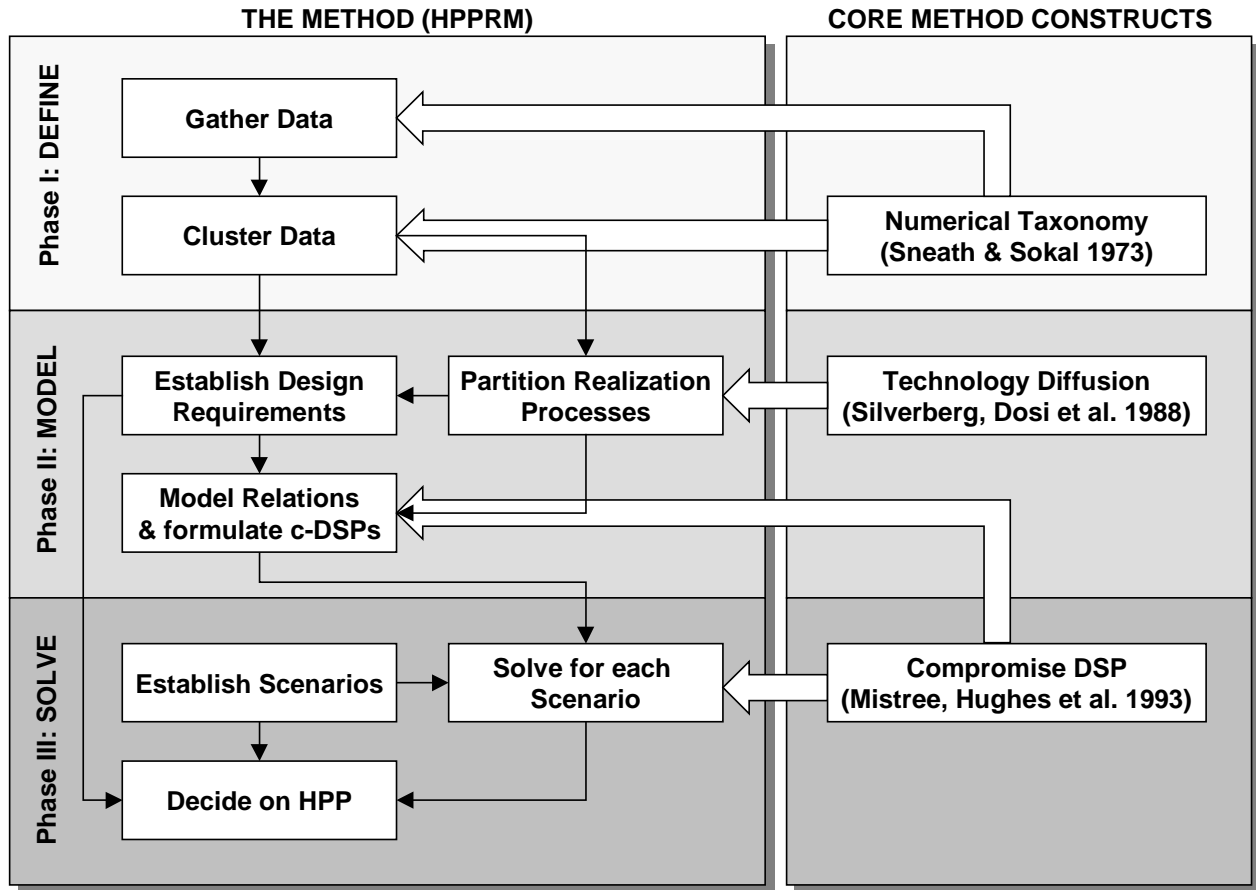 THE METHOD (HPPRM)
CORE METHOD CONSTRUCTS
Phase I: DEFINE
Gather Data
Cluster Data
Numerical Taxonomy
(Sneath & Sokal 1973)
Phase II: MODEL
Establish Design
Requirements
Partition Realization
Processes
Technology Diffusion
(Silverberg, Dosi et al. 1988)
Model Relations
& formulate c-DSPs
Phase III: SOLVE
Establish Scenarios
Solve for each
Scenario
Compromise DSP
(Mistree, Hughes et al. 1993)
Decide on HPP